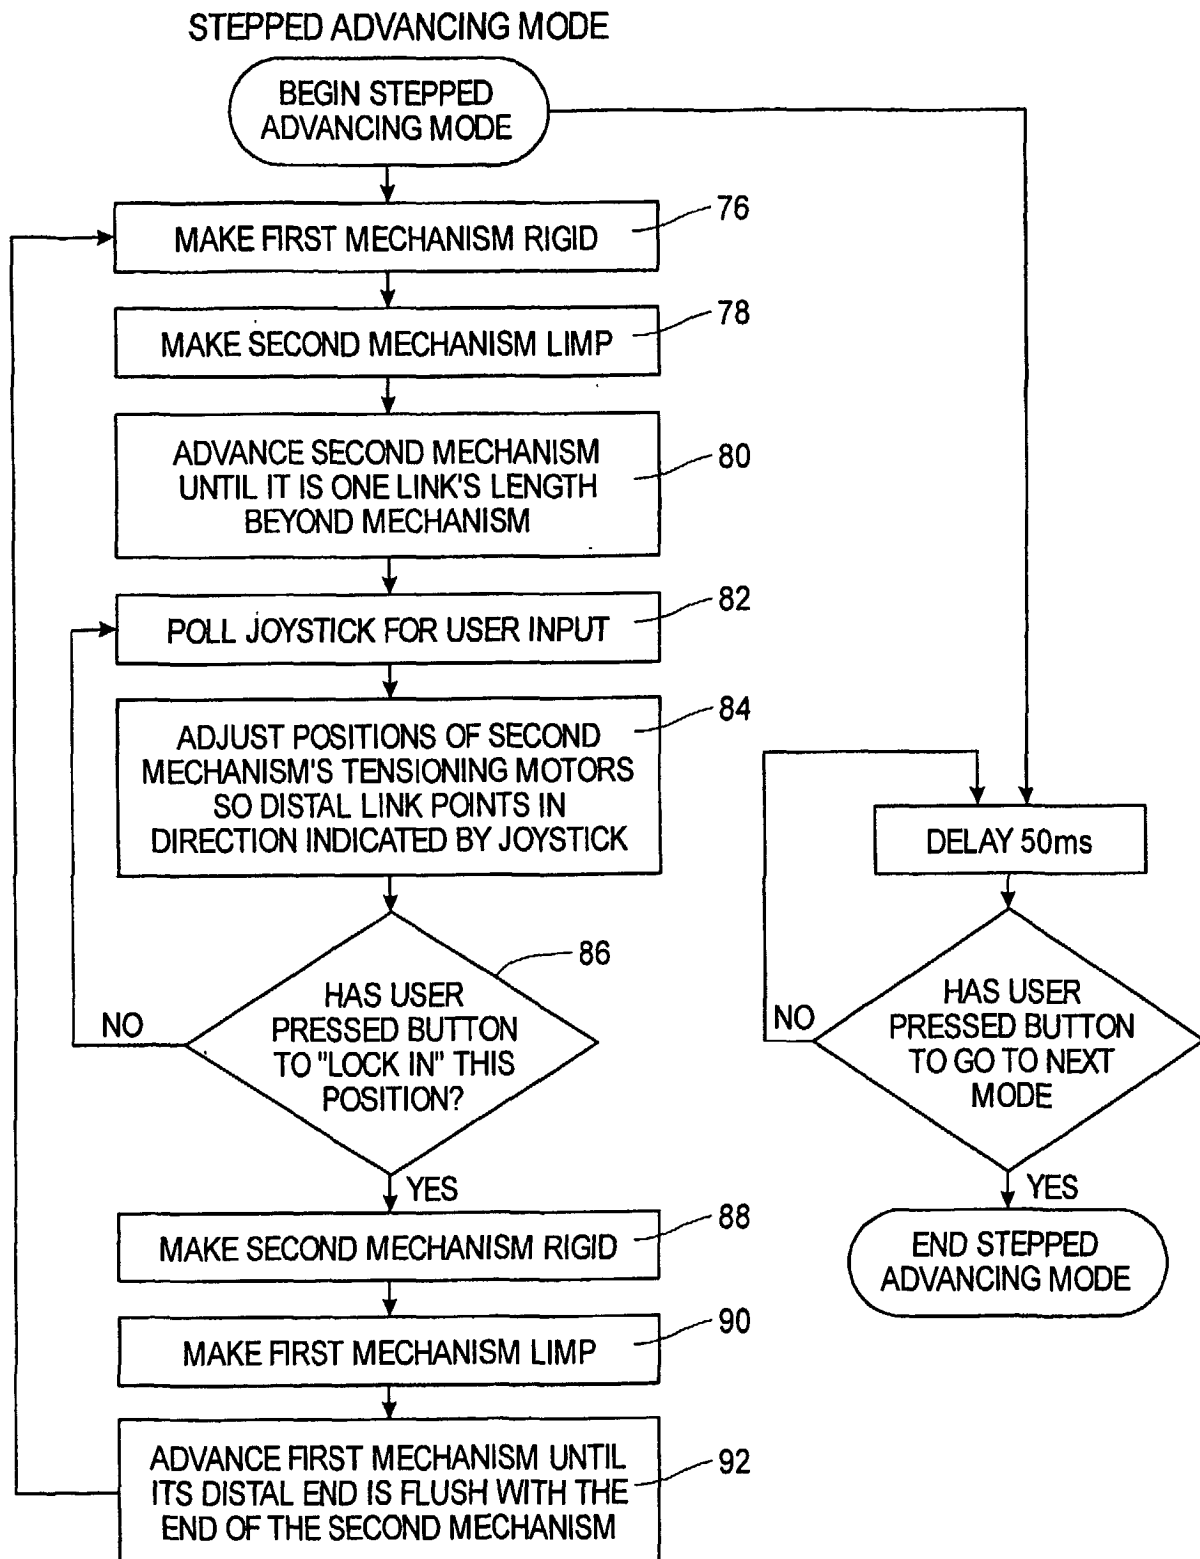 STEPPED ADVANCING MODE
BEGIN STEPPED
ADVANCING MODE
MAKE FIRST MECHANISM RIGID
76
MAKE SECOND MECHANISM LIMP
78
ADVANCE SECOND MECHANISM
UNTIL IT IS ONE LINK'S LENGTH
BEYOND MECHANISM
80
POLL JOYSTICK FOR USER INPUT
82
ADJUST POSITIONS OF SECOND
MECHANISM'S TENSIONING MOTORS
SO DISTAL LINK POINTS IN
DIRECTION INDICATED BY JOYSTICK
84
HAS USER
PRESSED BUTTON
TO "LOCK IN" THIS
POSITION?
86
NO
YES
MAKE SECOND MECHANISM RIGID
88
MAKE FIRST MECHANISM LIMP
90
ADVANCE FIRST MECHANISM UNTIL
ITS DISTAL END IS FLUSH WITH THE
END OF THE SECOND MECHANISM
92
DELAY 50ms
HAS USER
PRESSED BUTTON
TO GO TO NEXT
MODE
NO
YES
END STEPPED
ADVANCING MODE